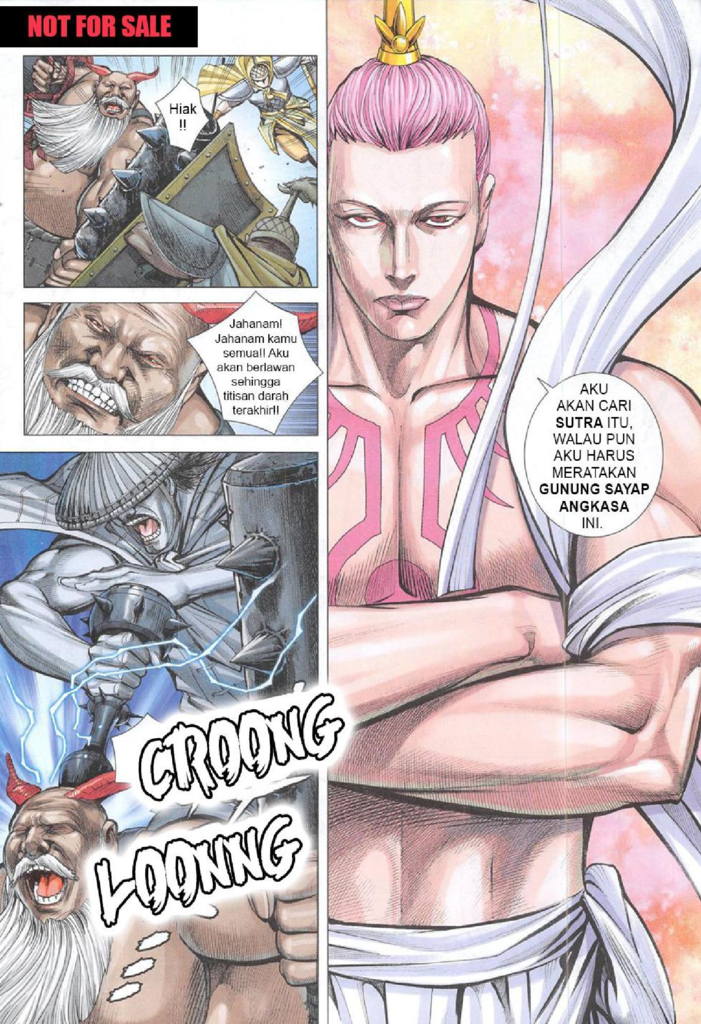 NOT FOR SALE
Hiak
!!
Jahanam!
Jahanam kamu
semua!! Aku
akan berlawan
sehingga
titisan darah
terakhir!!
CROONG
LOONNG
AKU
AKAN CARI
SUTRA ITU,
WALAU PUN
AKU HARUS
MERATAKAN
GUNUNG SAYAP
ANGKASA
INI.